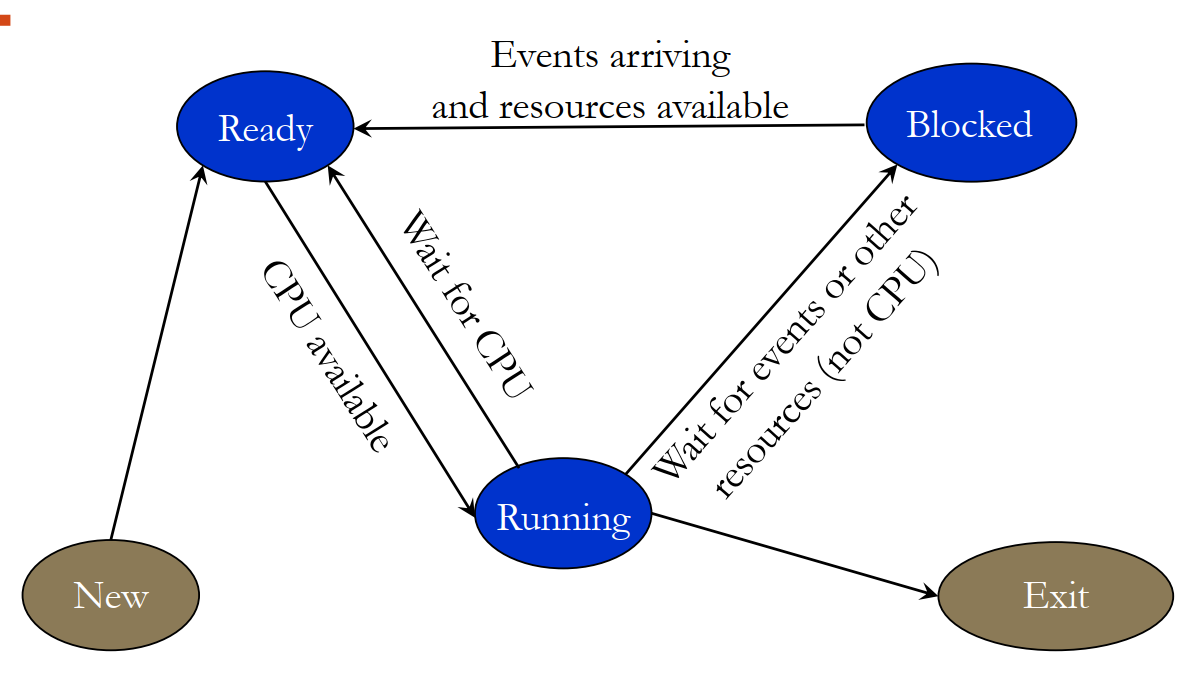 Events arriving
and resources available
Ready
Blocked
Wait for CPU
CPU available
Wait for events or other
resources (not CPU)
Running
New
Exit